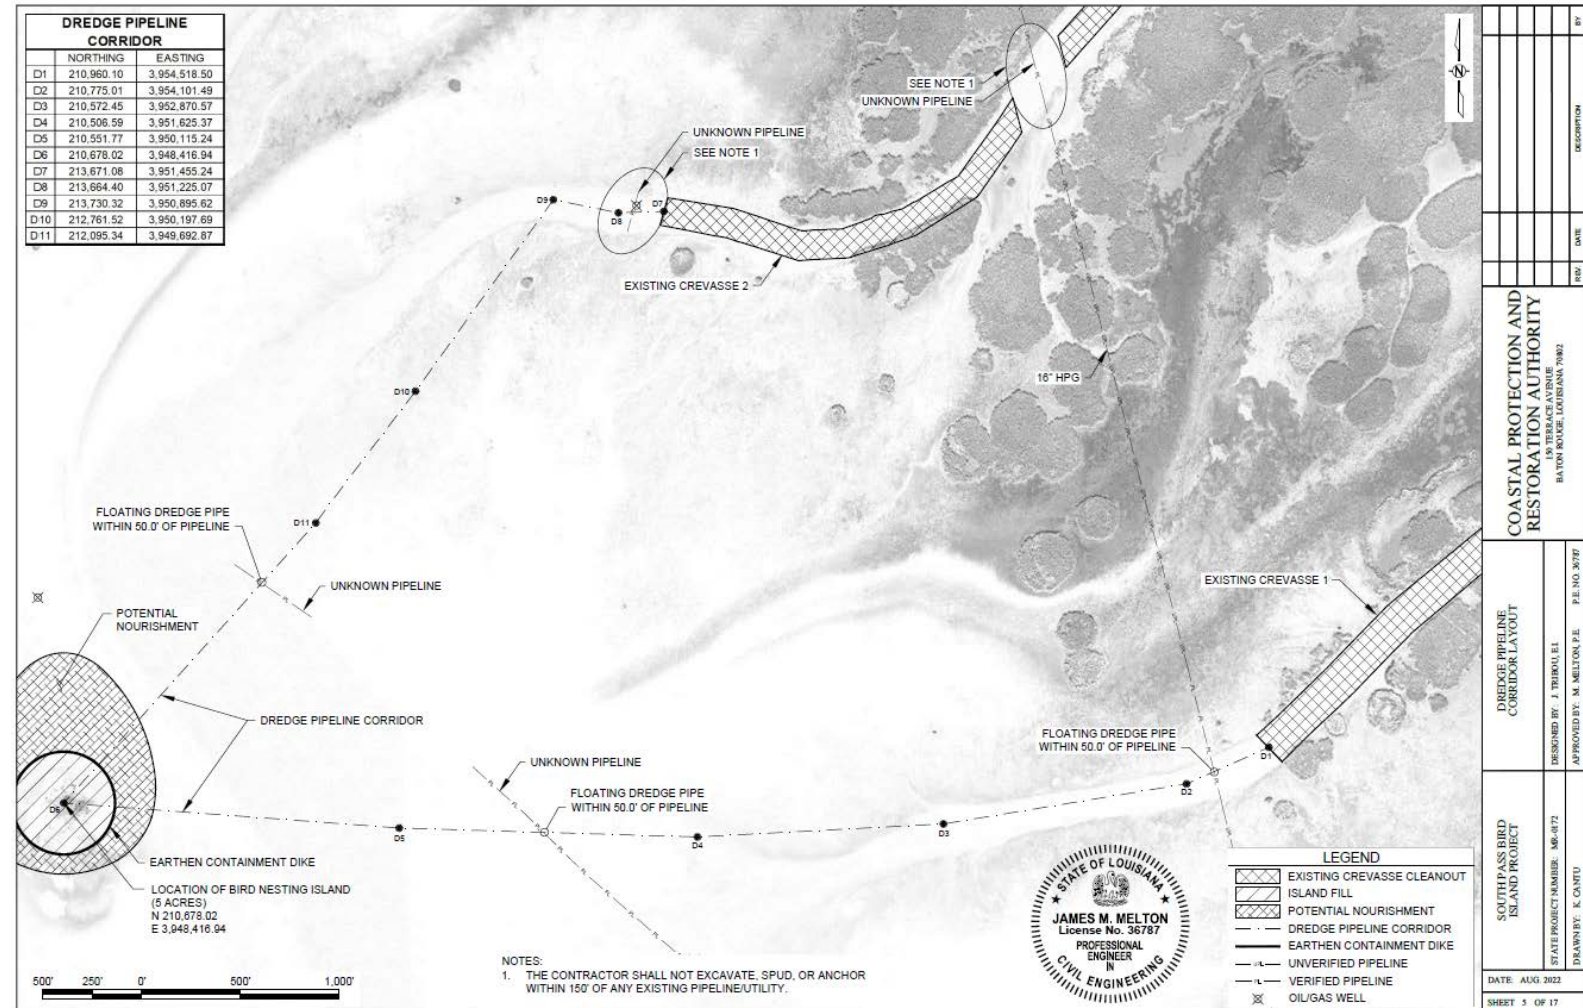 DREDGE PIPELINE
CORRIDOR
NORTHING EASTING
D1 210,960.10 3,954,518.50
D2 210,775.01 3,954,101.49
D3 210,572.45 3,952,870.57
D4 210,506.59 3,951,625.37
D5 210,551.77 3,950,115.24
D6 210,678.02 3,948,416.94
D7 213,671.08 3,951,455.24
D8 213,664.40 3,951,225.07
D9 213,730.32 3,950,895.62
D10 212,761.52 3,950,197.69
D11 212,095.34 3,949,692.87
SEE NOTE 1
UNKNOWN PIPELINE
N
UNKNOWN PIPELINE
SEE NOTE 1
D9
D8
D7
EXISTING CREVASSE 2
16" HPG
D10
FLOATING DREDGE PIPE
WITHIN 50.0' OF PIPELINE
D11
UNKNOWN PIPELINE
POTENTIAL
NOURISHMENT
EXISTING CREVASSE 1
DREDGE PIPELINE CORRIDOR
FLOATING DREDGE PIPE
WITHIN 50.0' OF PIPELINE
D1
D2
UNKNOWN PIPELINE
FLOATING DREDGE PIPE
WITHIN 50.0' OF PIPELINE
D6
D5
D4
D3
EARTHEN CONTAINMENT DIKE
LOCATION OF BIRD NESTING ISLAND
(5 ACRES)
N 210,678.02
E 3,948,416.94
500' 250' 0' 500' 1,000'
NOTES:
1. THE CONTRACTOR SHALL NOT EXCAVATE, SPUD, OR ANCHOR
WITHIN 150' OF ANY EXISTING PIPELINE/UTILITY.
STATE OF LOUISIANA
JAMES M. MELTON
License No. 36787
PROFESSIONAL
ENGINEER
IN
CIVIL ENGINEERING
LEGEND
EXISTING CREVASSE CLEANOUT
ISLAND FILL
POTENTIAL NOURISHMENT
DREDGE PIPELINE CORRIDOR
EARTHEN CONTAINMENT DIKE
UNVERIFIED PIPELINE
VERIFIED PIPELINE
OIL/GAS WELL
REV. DATE DESCRIPTION BY
COASTAL PROTECTION AND
RESTORATION AUTHORITY
150 TERRACE AVENUE
BATON ROUGE, LOUISIANA 70802
DREDGE PIPELINE
CORRIDOR LAYOUT
DESIGNED BY: J. TRIBOU, E.I.
APPROVED BY: M. MELTON, P.E. P.E. NO. 36787
SOUTH PASS BIRD
ISLAND PROJECT
STATE PROJECT NUMBER: MR-0172
DRAWN BY: K. CANTU
DATE: AUG. 2022
SHEET 5 OF 17